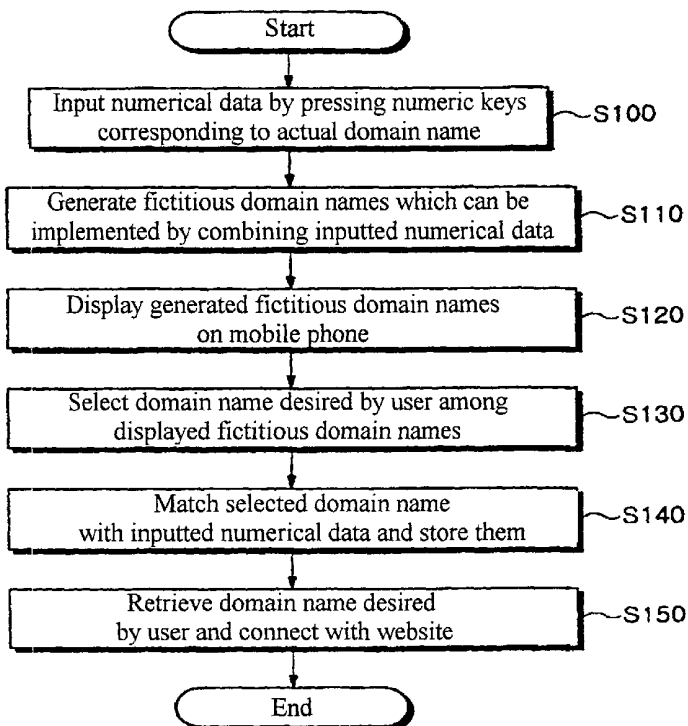 Start
Input numerical data by pressing numeric keys
corresponding to actual domain name
S100
Generate fictitious domain names which can be
implemented by combining inputted numerical data
S110
Display generated fictitious domain names
on mobile phone
S120
Select domain name desired by user among
displayed fictitious domain names
S130
Match selected domain name
with inputted numerical data and store them
S140
Retrieve domain name desired
by user and connect with website
S150
End